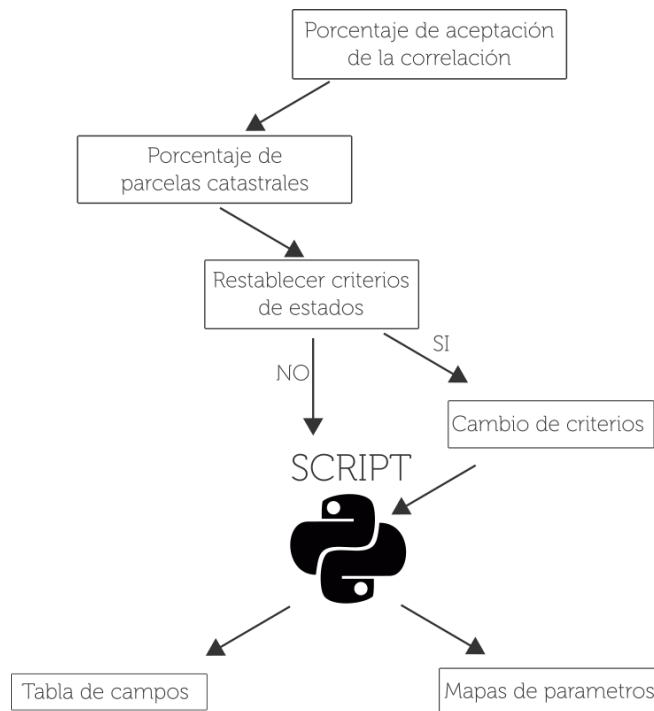 Porcentaje de aceptación
de la correlación
Porcentaje de
parcelas catastrales
Restablecer criterios
de estados
SI
NO
Cambio de criterios
SCRIPT
Tabla de campos
Mapas de parametros